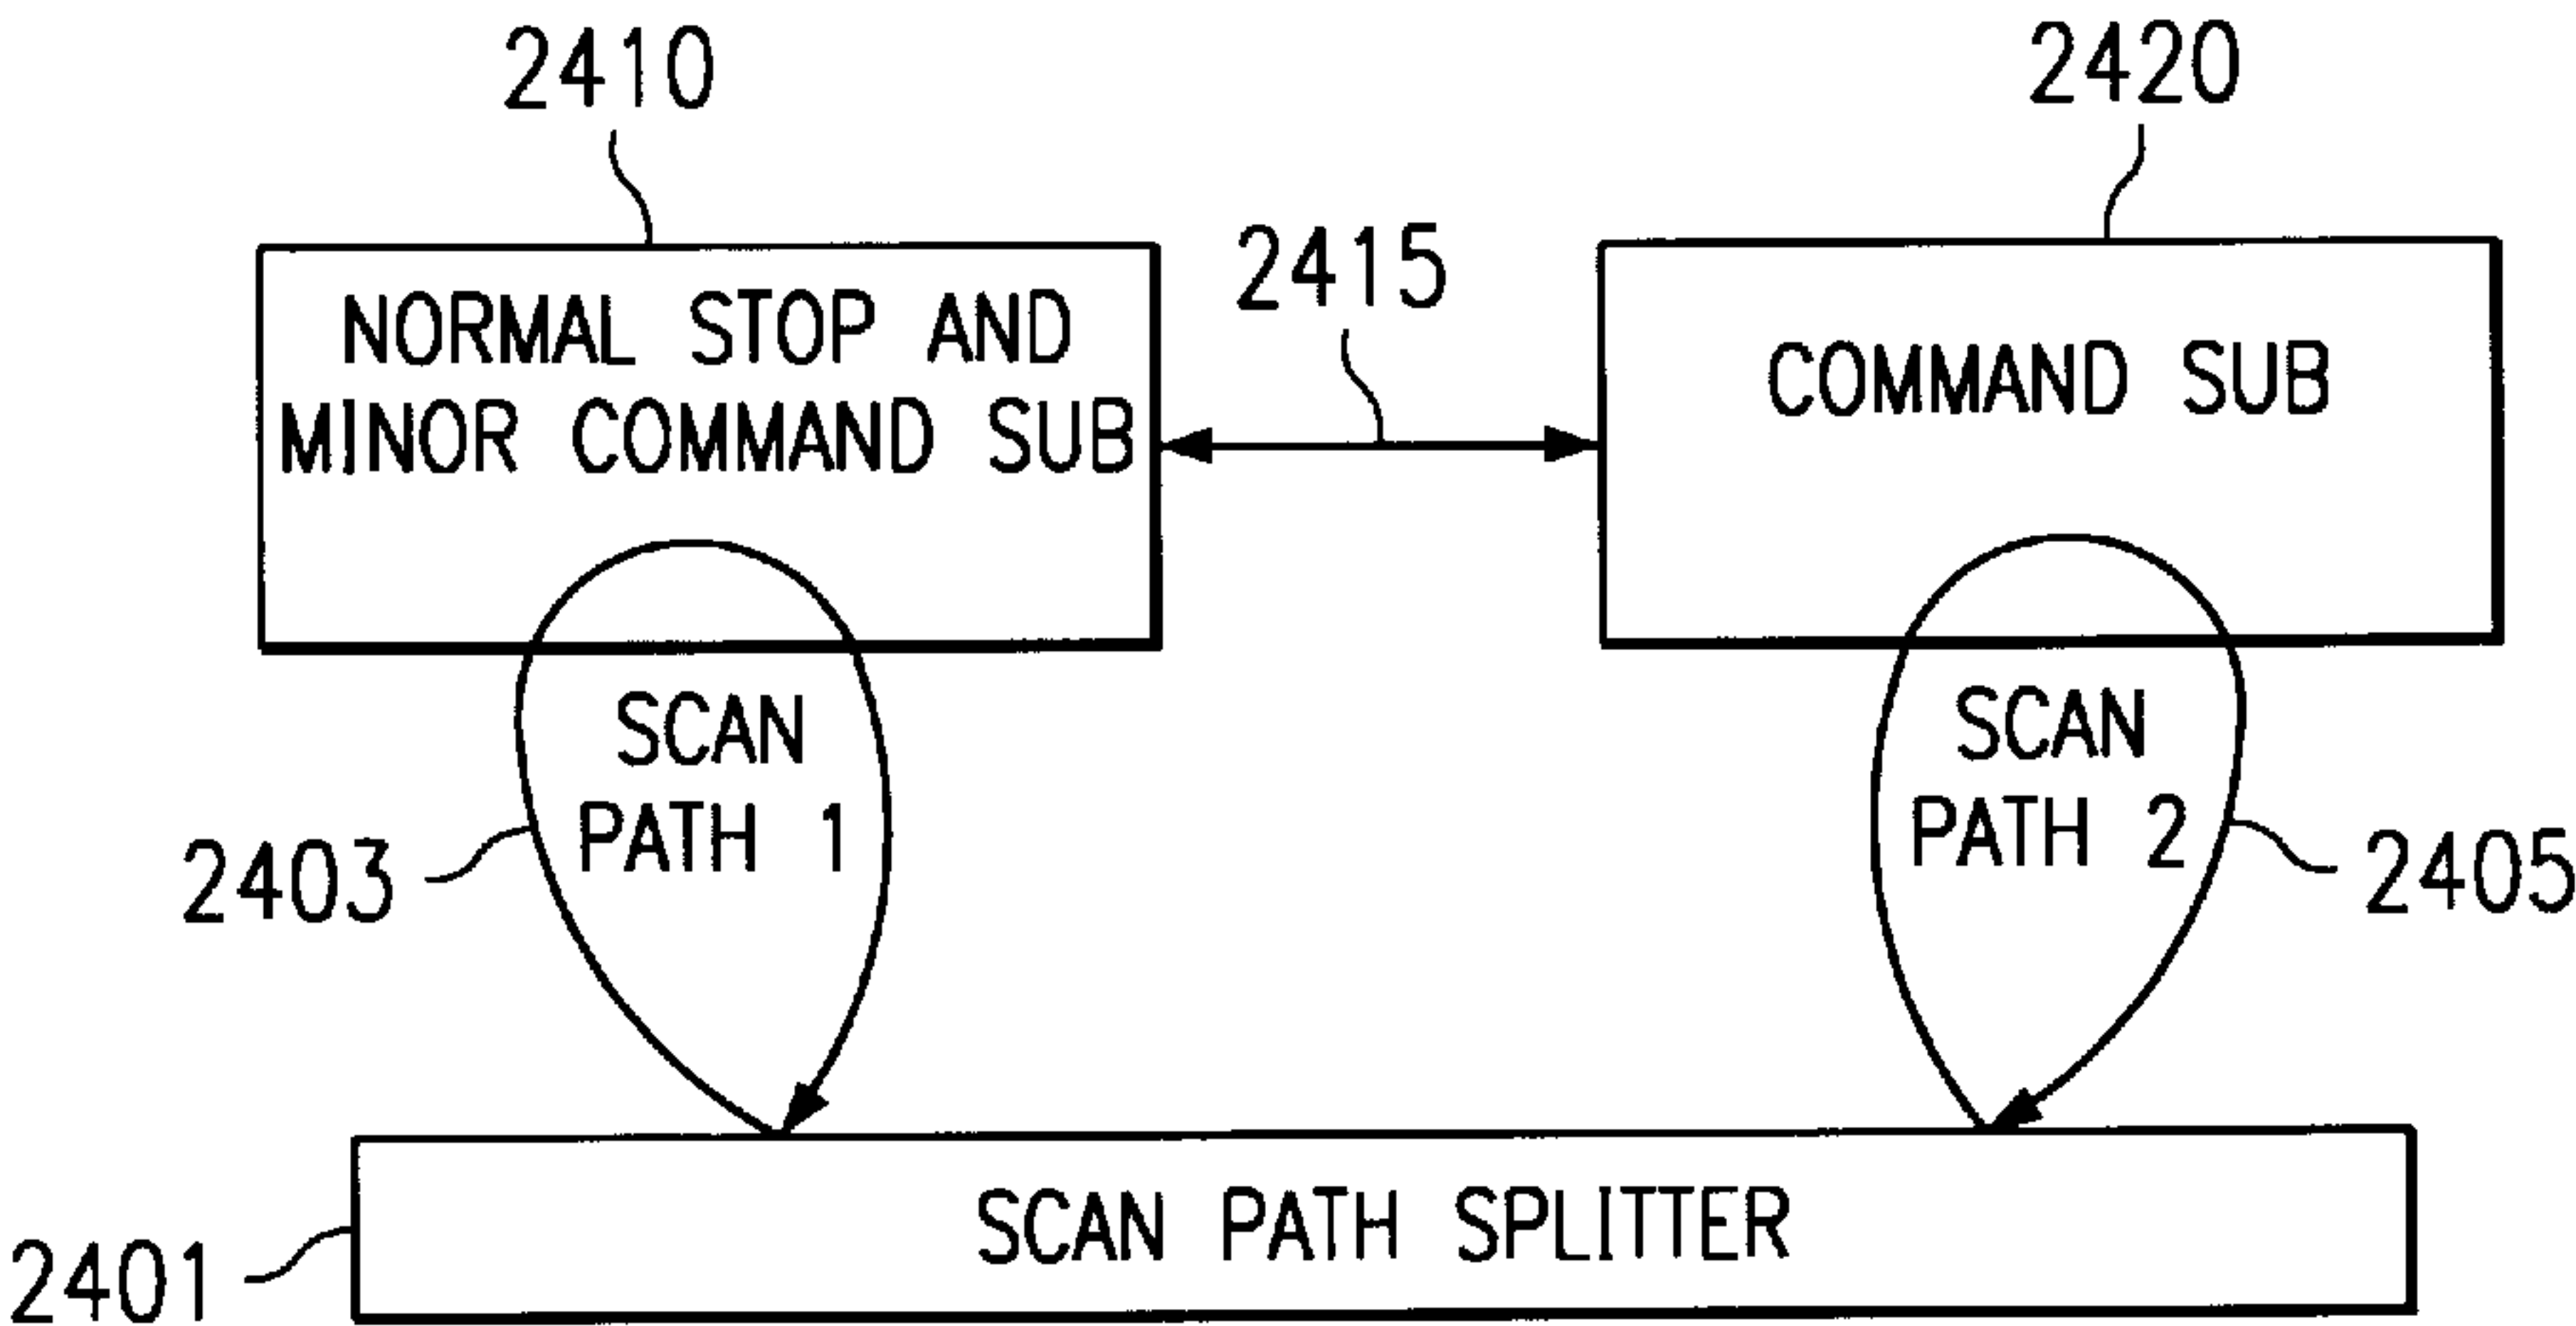 2410
2420
2415
NORMAL STOP AND
MINOR COMMAND SUB
COMMAND SUB
SCAN
PATH 1
SCAN
PATH 2
2403
2405
SCAN PATH SPLITTER
2401